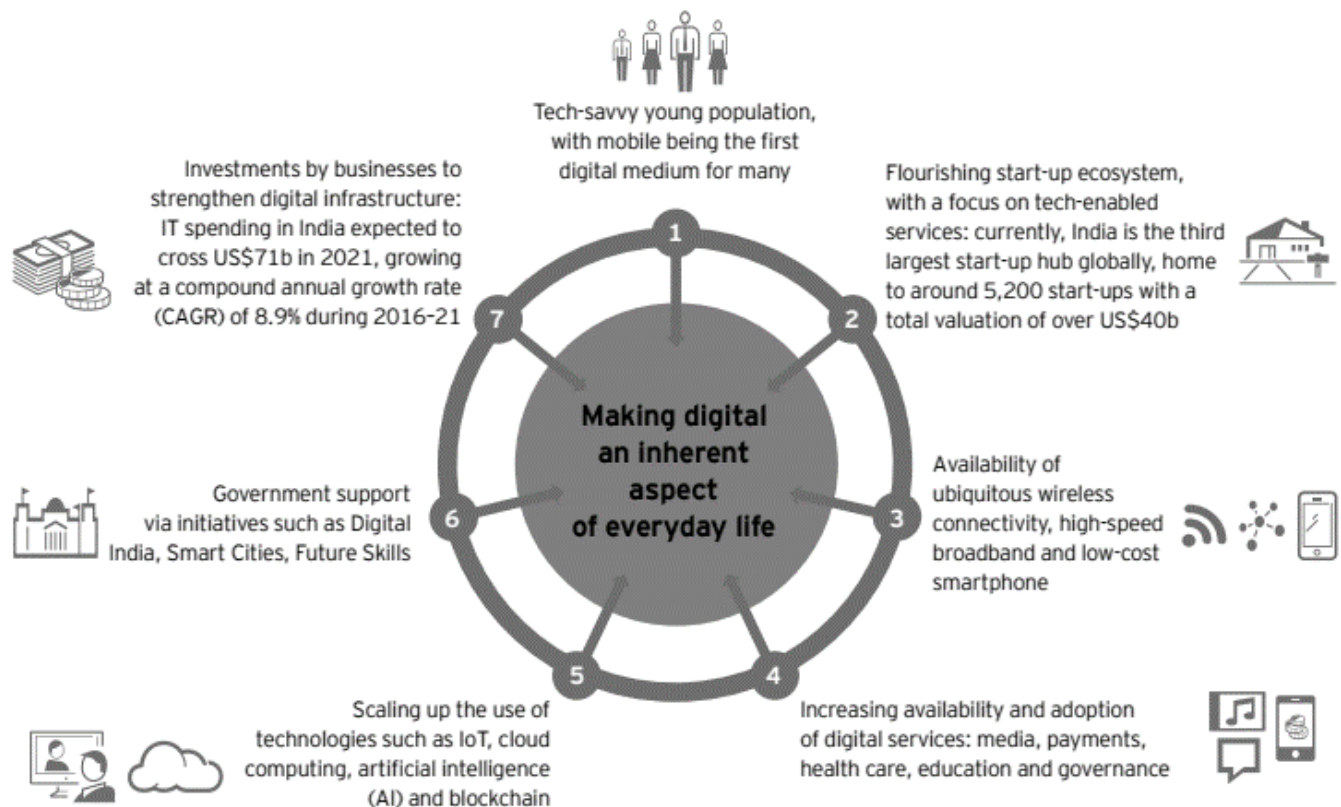 Tech-savvy young population,
with mobile being the first
digital medium for many
1
Flourishing start-up ecosystem,
with a focus on tech-enabled
services: currently, India is the third
largest start-up hub globally, home
to around 5,200 start-ups with a
total valuation of over US$40b
2
Availability of
ubiquitous wireless
connectivity, high-speed
broadband and low-cost
smartphone
3
Increasing availability and adoption
of digital services: media, payments,
health care, education and governance
4
Scaling up the use of
technologies such as IoT, cloud
computing, artificial intelligence
(AI) and blockchain
5
Government support
via initiatives such as Digital
India, Smart Cities, Future Skills
6
Investments by businesses to
strengthen digital infrastructure:
IT spending in India expected to
cross US$71b in 2021, growing
at a compound annual growth rate
(CAGR) of 8.9% during 2016–21
7
Making digital
an inherent
aspect
of everyday life